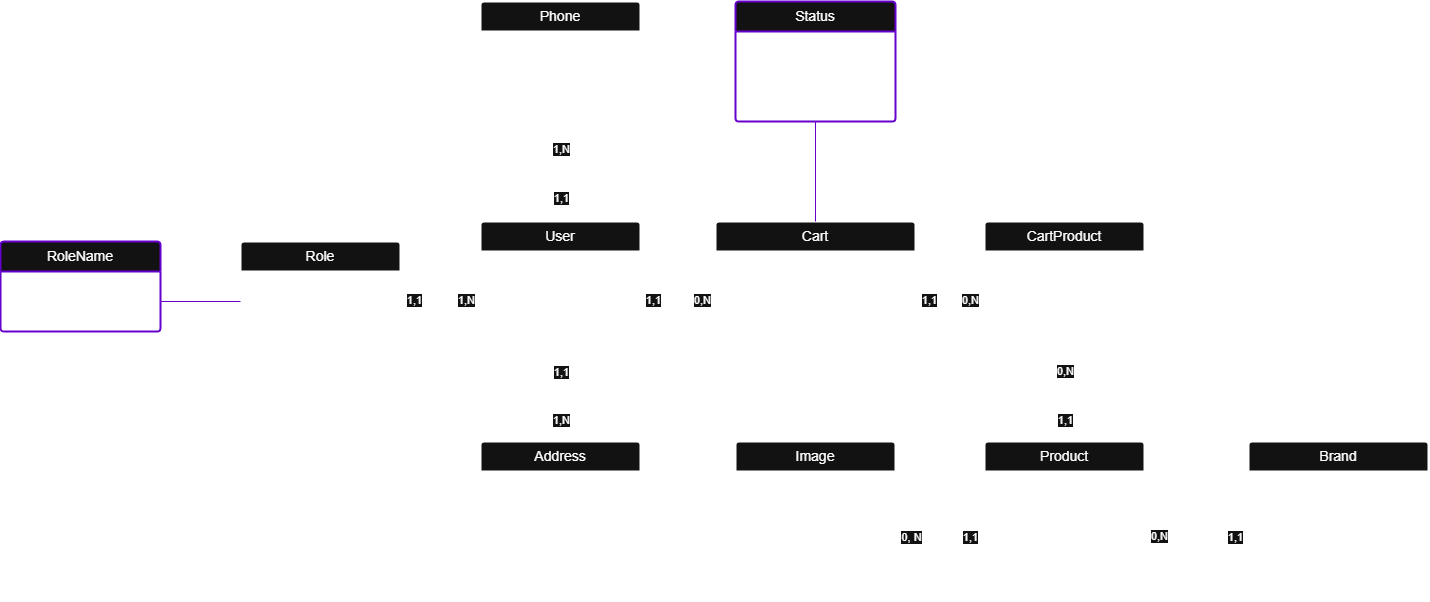 Phone
Status
1,N
1,1
User
Cart
CartProduct
RoleName
Role
1,1
1,N
1,1
0,N
1,1
0,N
1,1
0,N
1,N
1,1
Address
Image
Product
Brand
0, N
1,1
0,N
1,1